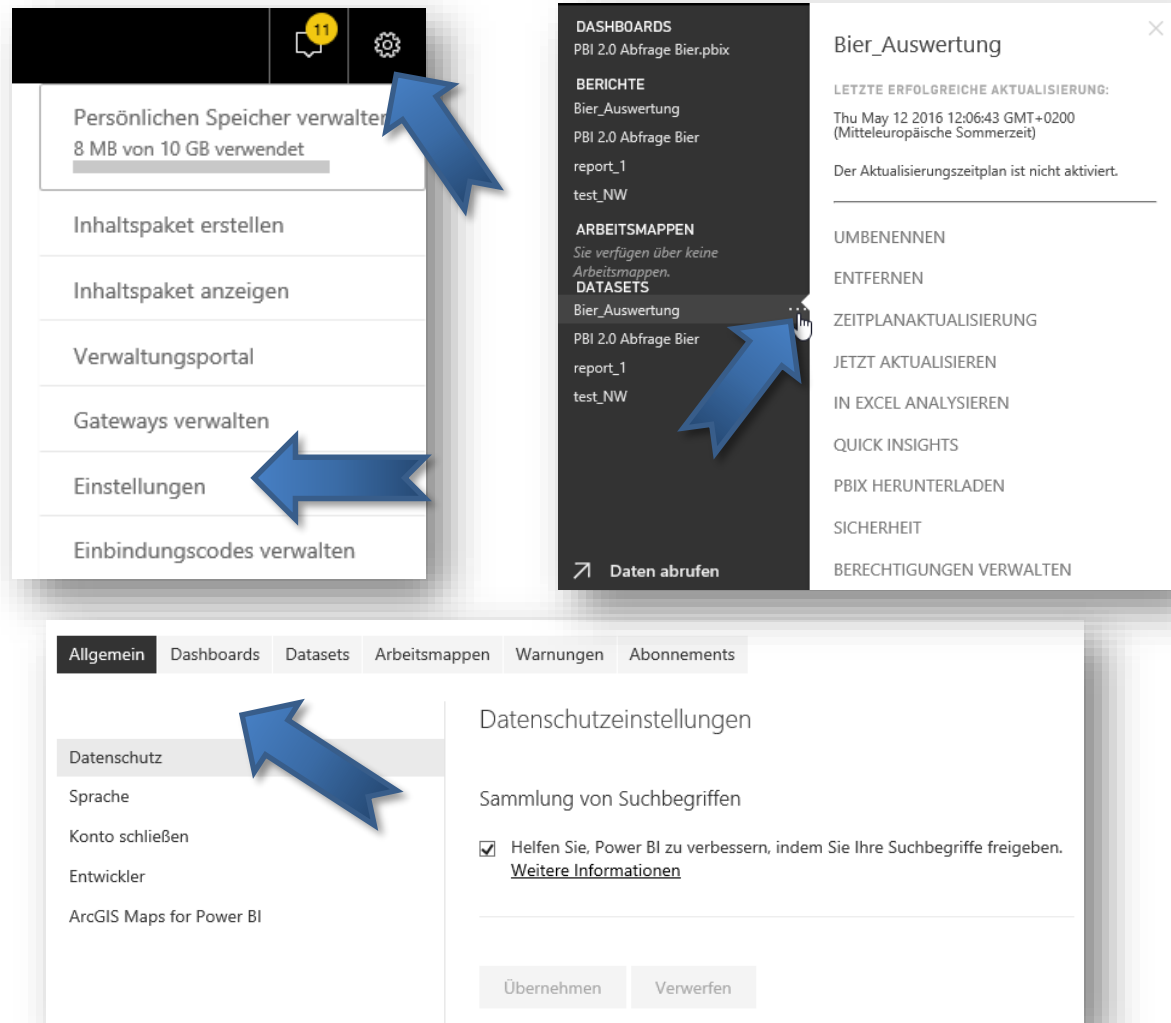 11
Persönlichen Speicher verwalten
8 MB von 10 GB verwendet
Inhaltspaket erstellen
Inhaltspaket anzeigen
Verwaltungsportal
Gateways verwalten
Einstellungen
Einbindungscodes verwalten
DASHBOARDS
PBI 2.0 Abfrage Bier.pbix
BERICHTE
Bier_Auswertung
PBI 2.0 Abfrage Bier
report_1
test_NW
ARBEITSMAPPEN
Sie verfügen über keine
Arbeitsmappen.
DATASETS
Bier_Auswertung
PBI 2.0 Abfrage Bier
report_1
test_NW
Daten abrufen
Bier_Auswertung
LETZTE ERFOLGREICHE AKTUALISIERUNG:
Thu May 12 2016 12:06:43 GMT+0200
(Mitteleuropäische Sommerzeit)
Der Aktualisierungszeitplan ist nicht aktiviert.
UMBENENNEN
ENTFERNEN
ZEITPLANAKTUALISIERUNG
JETZT AKTUALISIEREN
IN EXCEL ANALYSIEREN
QUICK INSIGHTS
PBIX HERUNTERLADEN
SICHERHEIT
BERECHTIGUNGEN VERWALTEN
Allgemein Dashboards Datasets Arbeitsmappen Warnungen Abonnements
Datenschutz
Sprache
Konto schließen
Entwickler
ArcGIS Maps for Power BI
Datenschutzeinstellungen
Sammlung von Suchbegriffen
Helfen Sie, Power BI zu verbessern, indem Sie Ihre Suchbegriffe freigeben.
Weitere Informationen
Übernehmen Verwerfen